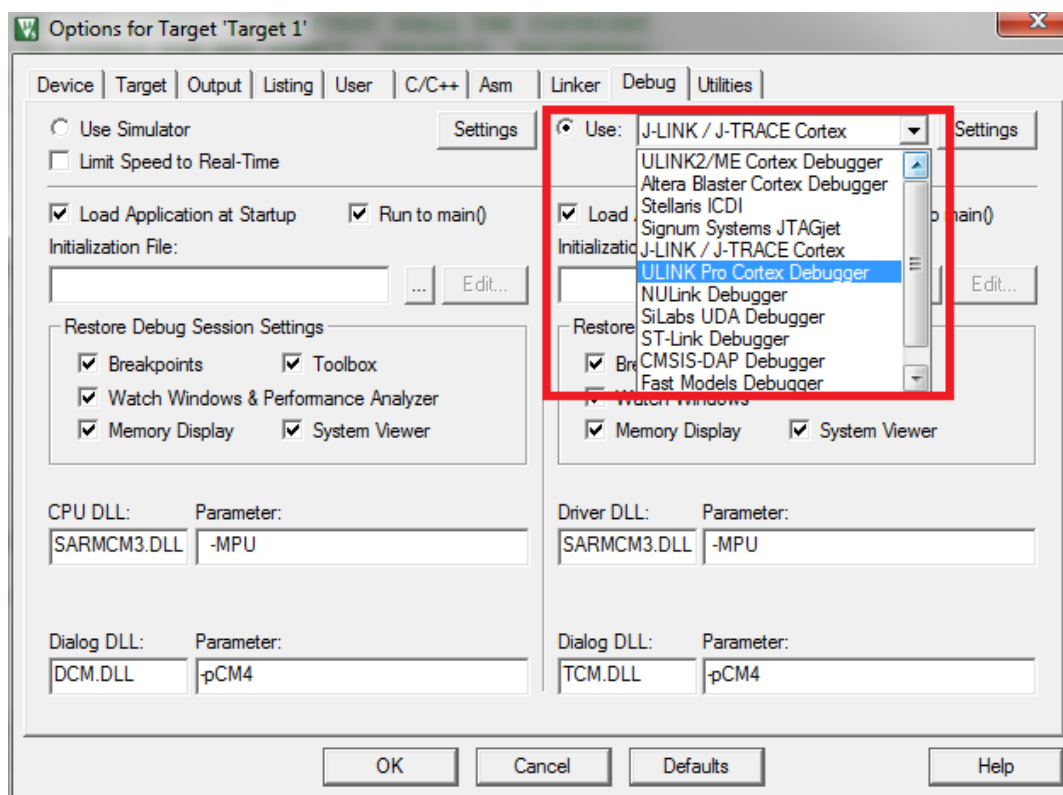 Options for Target 'Target 1'
Device Target Output Listing User C/C++ Asm Linker Debug Utilities
Use Simulator Settings
Limit Speed to Real-Time
Use: J-LINK / J-TRACE Cortex Settings
ULINK2/ME Cortex Debugger
Altera Blaster Cortex Debugger
Stellaris ICDI
Signum Systems JTAGjet
J-LINK / J-TRACE Cortex
ULINK Pro Cortex Debugger
NULink Debugger
SiLabs UDA Debugger
ST-Link Debugger
CMSIS-DAP Debugger
Fast Models Debugger
Load Application at Startup Run to main()
Initialization File:
... Edit...
Restore Debug Session Settings
Breakpoints Toolbox
Watch Windows & Performance Analyzer
Memory Display System Viewer
Load main()
Edit...
Restore
Watch Windows
Memory Display System Viewer
CPU DLL: Parameter:
SARMCM3.DLL -MPU
Driver DLL: Parameter:
SARMCM3.DLL -MPU
Dialog DLL: Parameter:
DCM.DLL -pCM4
Dialog DLL: Parameter:
TCM.DLL -pCM4
OK Cancel Defaults Help